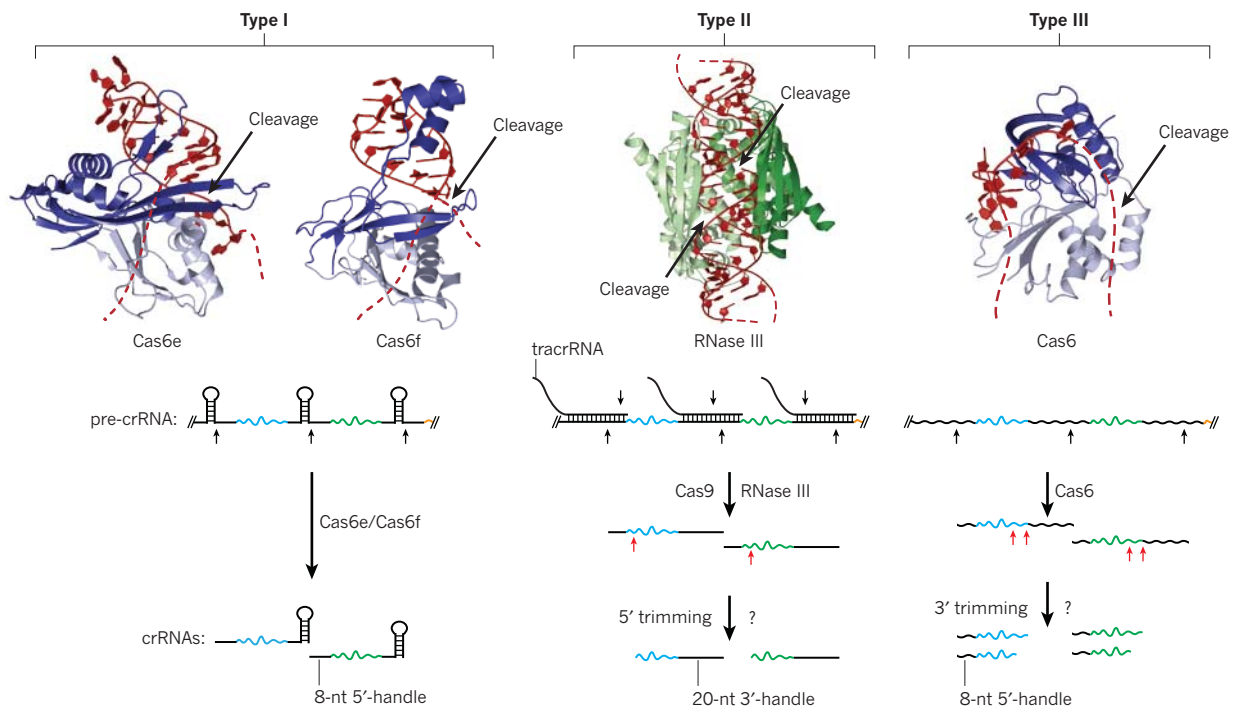 Type I
Type II
Type III
Cleavage
Cleavage
Cleavage
Cleavage
Cleavage
Cas6e
Cas6f
RNase III
Cas6
tracrRNA
pre-crRNA:
Cas6e/Cas6f
Cas9
RNase III
Cas6
5′ trimming
?
3′ trimming
?
crRNAs:
8-nt 5′-handle
20-nt 3′-handle
8-nt 5′-handle